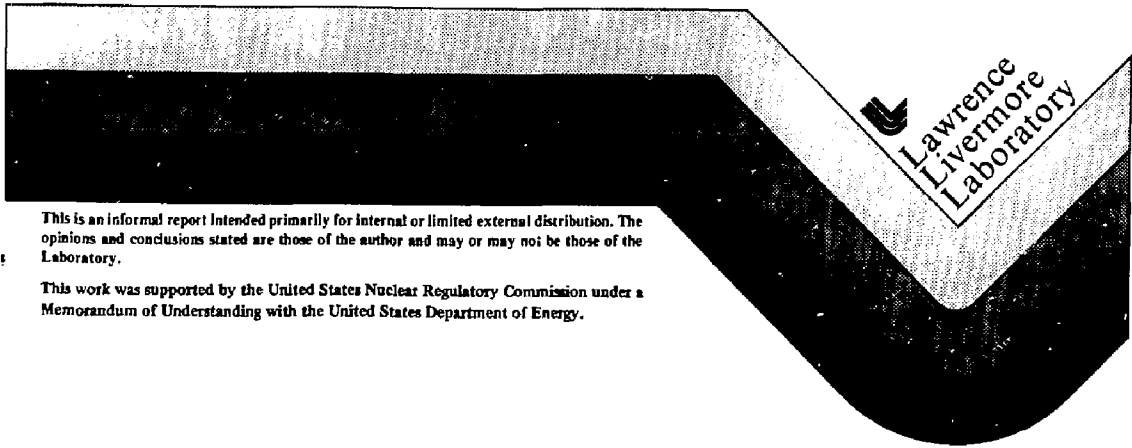 Lawrence
Livermore
Laboratory
This is an informal report intended primarily for internal or limited external distribution. The
opinions and conclusions stated are those of the author and may or may not be those of the
Laboratory.
This work was supported by the United States Nuclear Regulatory Commission under a
Memorandum of Understanding with the United States Department of Energy.